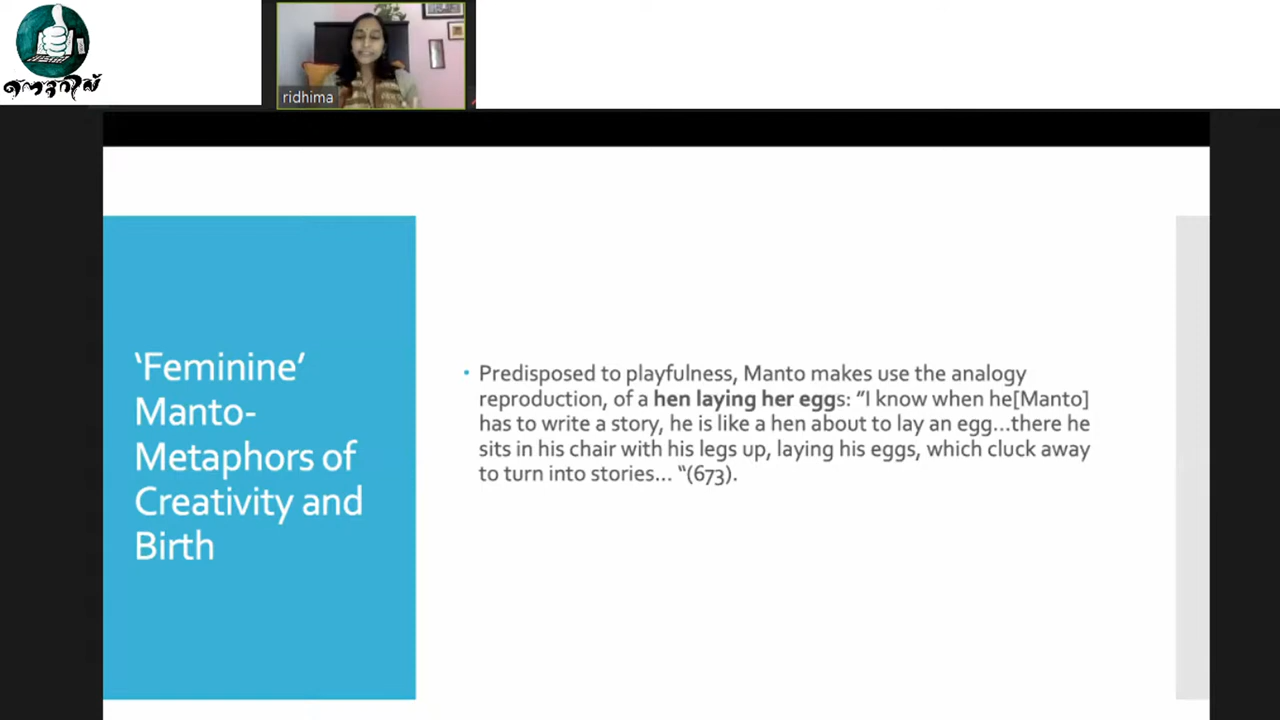 ridhima
‘Feminine’
Manto-
Metaphors of
Creativity and
Birth
• Predisposed to playfulness, Manto makes use the analogy
reproduction, of a hen laying her eggs: “I know when he[Manto]
has to write a story, he is like a hen about to lay an egg…there he
sits in his chair with his legs up, laying his eggs, which cluck away
to turn into stories… “(673).